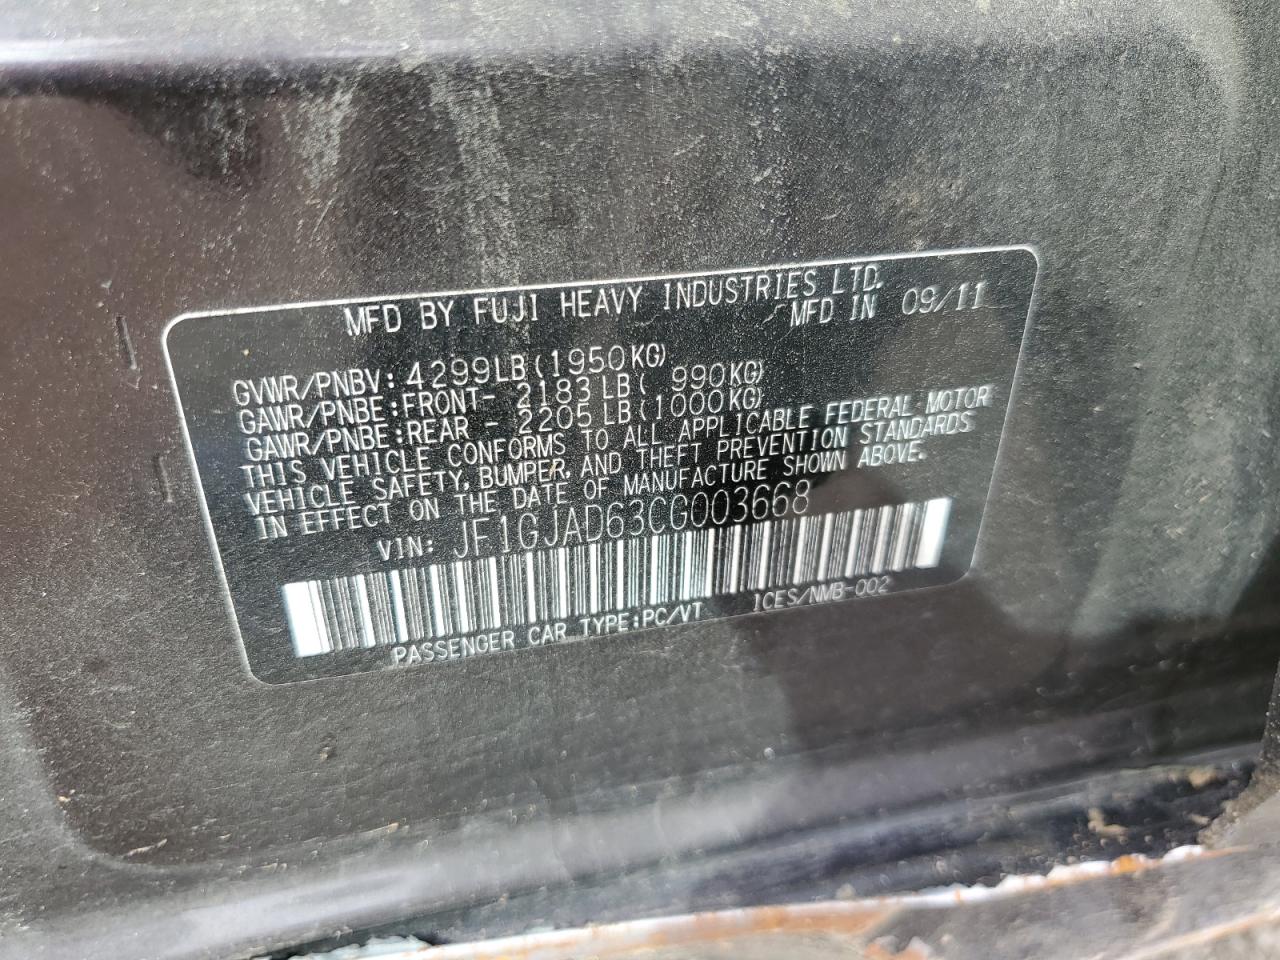 MFD BY FUJI HEAVY INDUSTRIES LTD.
MFD IN 09/11
GVWR/PNBV: 4299LB(1950KG)
GAWR/PNBE:FRONT- 2183LB( 990KG)
GAWR/PNBE:REAR - 2205LB(1000KG)
THIS VEHICLE CONFORMS TO ALL APPLICABLE FEDERAL MOTOR
VEHICLE SAFETY, BUMPER, AND THEFT PREVENTION STANDARDS
IN EFFECT ON THE DATE OF MANUFACTURE SHOWN ABOVE.
VIN: JF1GJAD63CG003668
PASSENGER CAR TYPE:PC/VT ICES/NMB-002